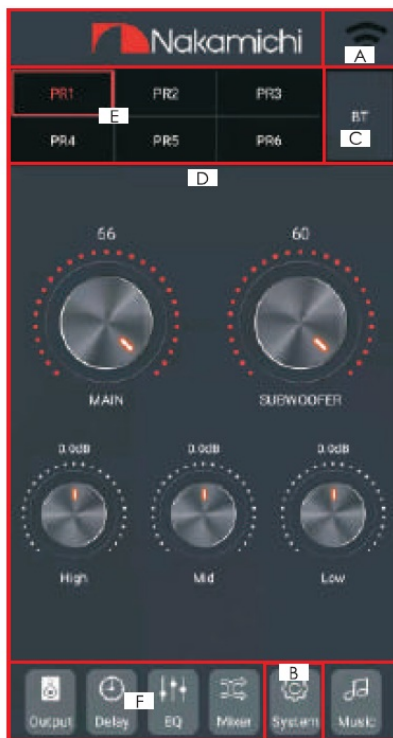 Nakamichi
A
PR1 PR2 PR3
E
BT
C
PR4 PR5 PR6
D
66 60
MAIN SUBWOOFER
0.0dB 0.0dB 0.0dB
High Mid Low
B
F
Output Delay EQ Mixer System Music